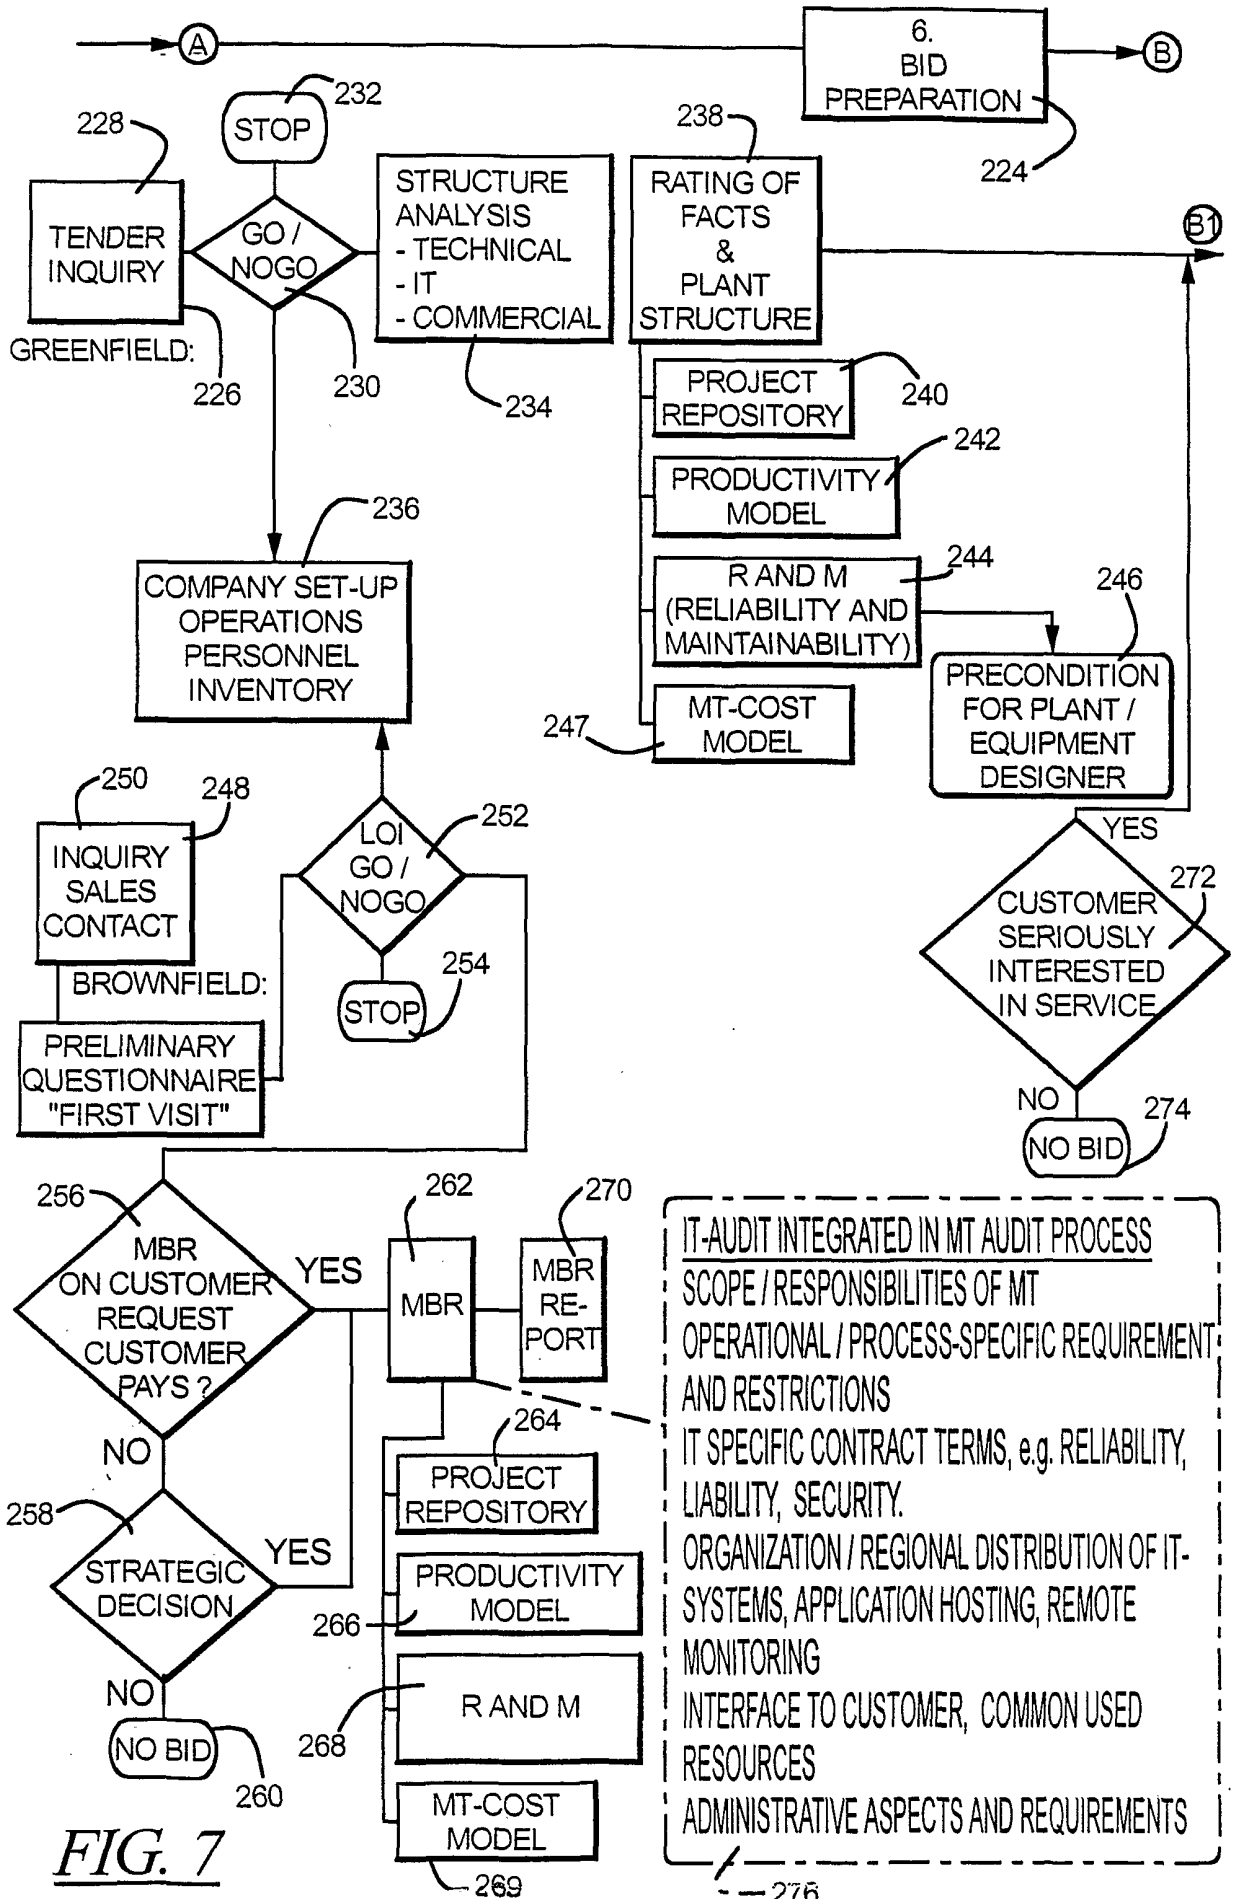 A
6.
BID
PREPARATION
B
224
232
STOP
228
TENDER
INQUIRY
GREENFIELD:
226
GO /
NOGO
230
STRUCTURE
ANALYSIS
- TECHNICAL
- IT
- COMMERCIAL
234
238
RATING OF
FACTS
&
PLANT
STRUCTURE
B1
PROJECT
REPOSITORY
240
PRODUCTIVITY
MODEL
242
R AND M
(RELIABILITY AND
MAINTAINABILITY)
244
246
PRECONDITION
FOR PLANT /
EQUIPMENT
DESIGNER
MT-COST
MODEL
247
236
COMPANY SET-UP
OPERATIONS
PERSONNEL
INVENTORY
250
248
INQUIRY
SALES
CONTACT
BROWNFIELD:
PRELIMINARY
QUESTIONNAIRE
"FIRST VISIT"
LOI
GO /
NOGO
252
STOP
254
YES
CUSTOMER
SERIOUSLY
INTERESTED
IN SERVICE
272
NO
NO BID
274
256
MBR
ON CUSTOMER
REQUEST
CUSTOMER
PAYS ?
YES
NO
258
STRATEGIC
DECISION
YES
NO
NO BID
260
262
MBR
270
MBR
RE-
PORT
264
PROJECT
REPOSITORY
PRODUCTIVITY
MODEL
266
R AND M
268
MT-COST
MODEL
269
IT-AUDIT INTEGRATED IN MT AUDIT PROCESS
SCOPE / RESPONSIBILITIES OF MT
OPERATIONAL / PROCESS-SPECIFIC REQUIREMENT
AND RESTRICTIONS
IT SPECIFIC CONTRACT TERMS, e.g. RELIABILITY,
LIABILITY, SECURITY.
ORGANIZATION / REGIONAL DISTRIBUTION OF IT-
SYSTEMS, APPLICATION HOSTING, REMOTE
MONITORING
INTERFACE TO CUSTOMER, COMMON USED
RESOURCES
ADMINISTRATIVE ASPECTS AND REQUIREMENTS
276
FIG. 7